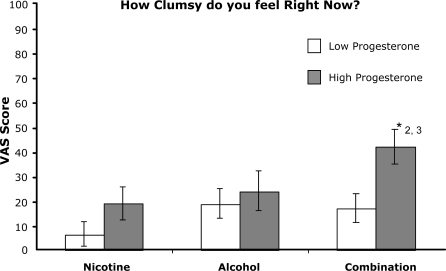 How Clumsy do you feel Right Now?
100
90
80
70
60
50
40
30
20
10
0
VAS Score
Low Progesterone
High Progesterone
* 2, 3
Nicotine
Alcohol
Combination